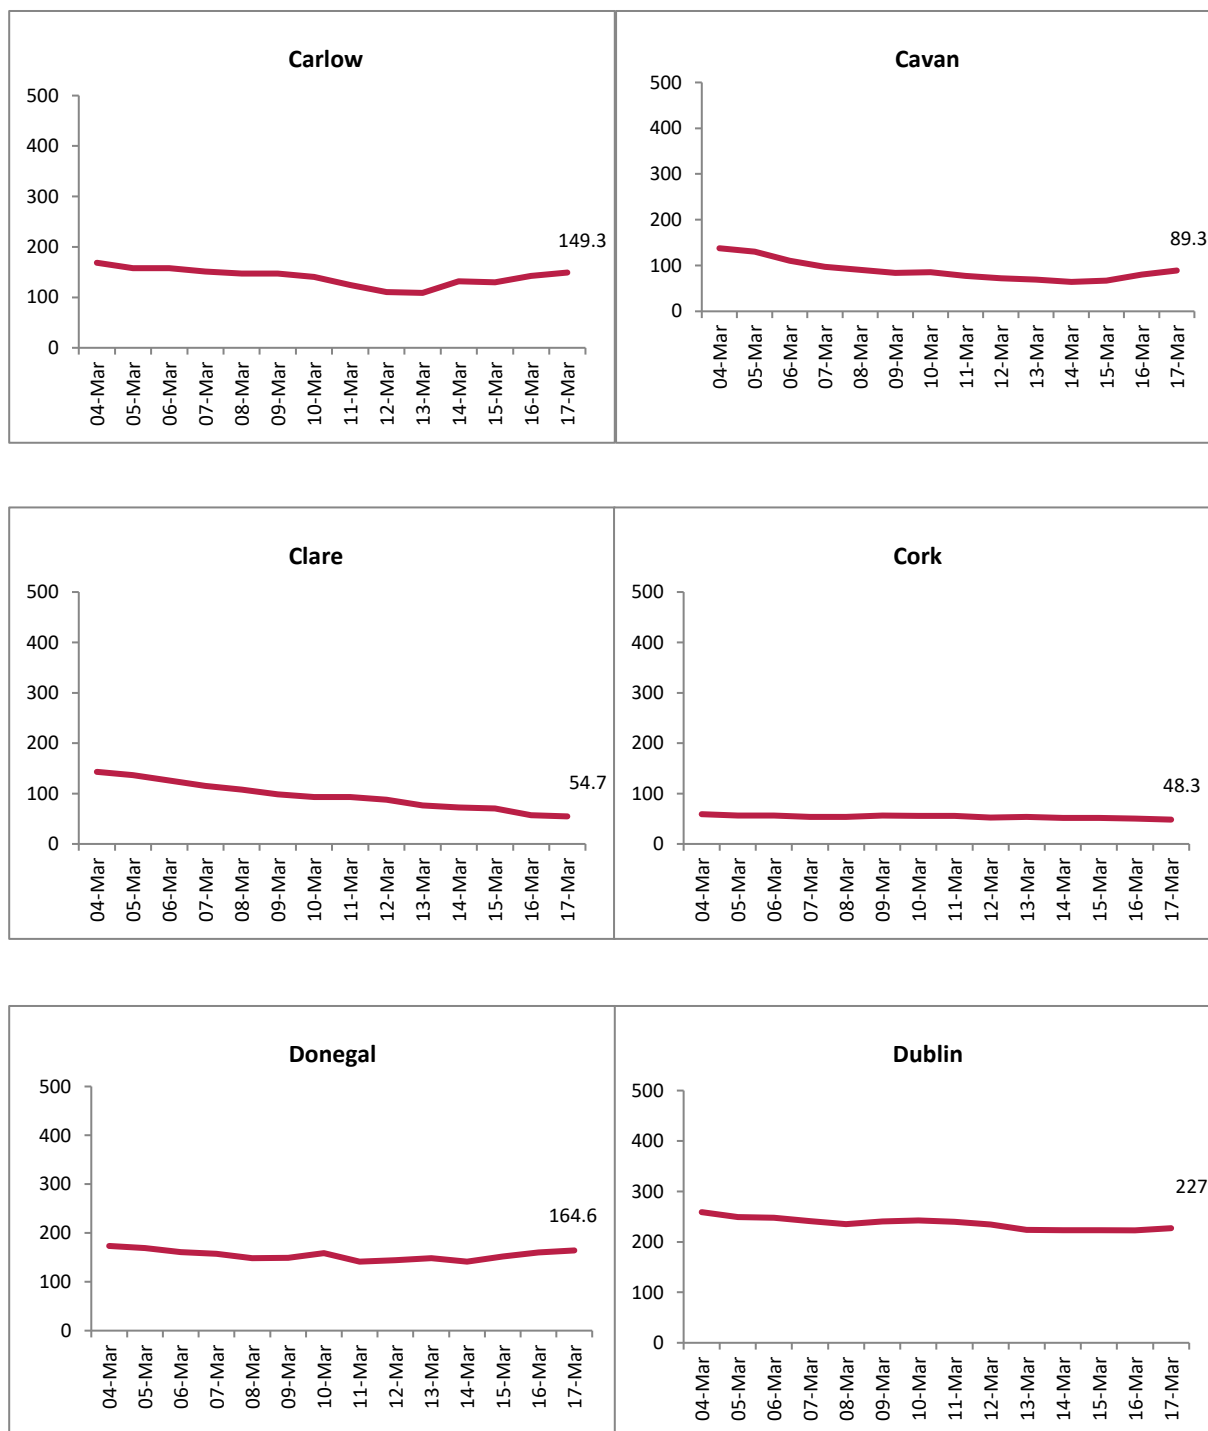 Carlow
500
400
300
200
100
0
149.3
04-Mar
05-Mar
06-Mar
07-Mar
08-Mar
09-Mar
10-Mar
11-Mar
12-Mar
13-Mar
14-Mar
15-Mar
16-Mar
17-Mar
Cavan
500
400
300
200
100
0
89.3
04-Mar
05-Mar
06-Mar
07-Mar
08-Mar
09-Mar
10-Mar
11-Mar
12-Mar
13-Mar
14-Mar
15-Mar
16-Mar
17-Mar
Clare
500
400
300
200
100
0
54.7
04-Mar
05-Mar
06-Mar
07-Mar
08-Mar
09-Mar
10-Mar
11-Mar
12-Mar
13-Mar
14-Mar
15-Mar
16-Mar
17-Mar
Cork
500
400
300
200
100
0
48.3
04-Mar
05-Mar
06-Mar
07-Mar
08-Mar
09-Mar
10-Mar
11-Mar
12-Mar
13-Mar
14-Mar
15-Mar
16-Mar
17-Mar
Donegal
500
400
300
200
100
0
164.6
04-Mar
05-Mar
06-Mar
07-Mar
08-Mar
09-Mar
10-Mar
11-Mar
12-Mar
13-Mar
14-Mar
15-Mar
16-Mar
17-Mar
Dublin
500
400
300
200
100
0
227
04-Mar
05-Mar
06-Mar
07-Mar
08-Mar
09-Mar
10-Mar
11-Mar
12-Mar
13-Mar
14-Mar
15-Mar
16-Mar
17-Mar